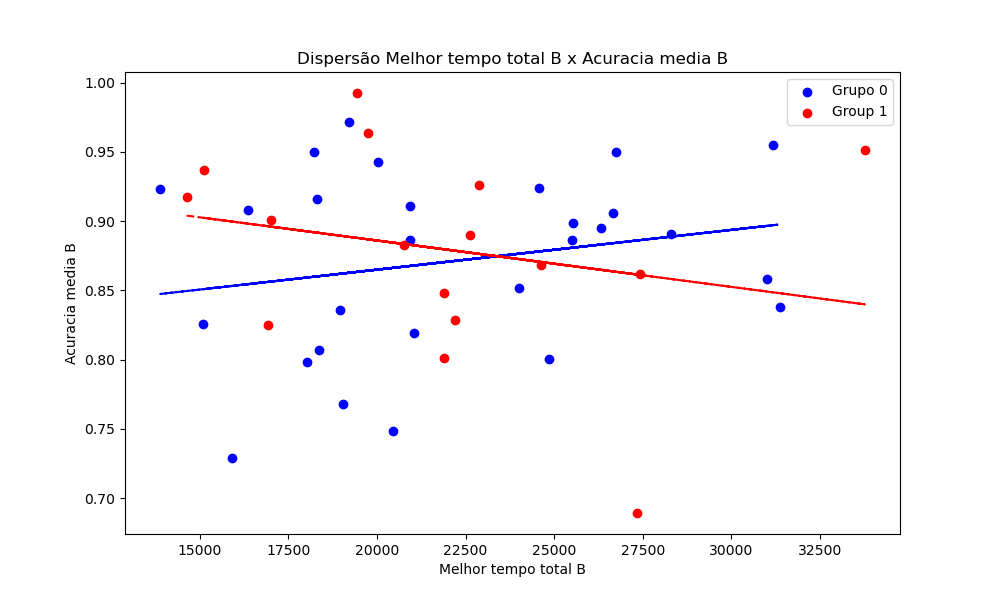 Dispersão Melhor tempo total B x Acuracia media B
Grupo 0
Group 1
Acuracia media B
1.00
0.95
0.90
0.85
0.80
0.75
0.70
15000 17500 20000 22500 25000 27500 30000 32500
Melhor tempo total B